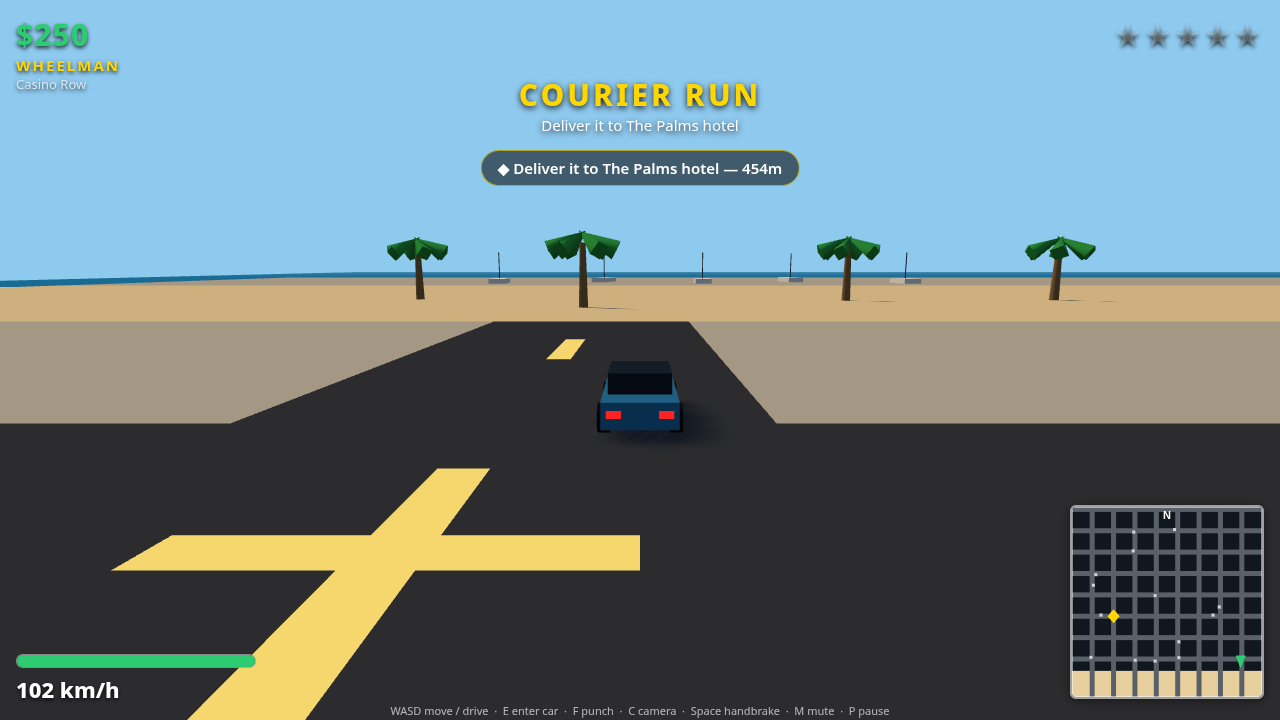 $250
WHEELMAN
Casino Row
COURIER RUN
Deliver it to The Palms hotel
◆ Deliver it to The Palms hotel — 454m
N
102 km/h
WASD move / drive · E enter car · F punch · C camera · Space handbrake · M mute · P pause